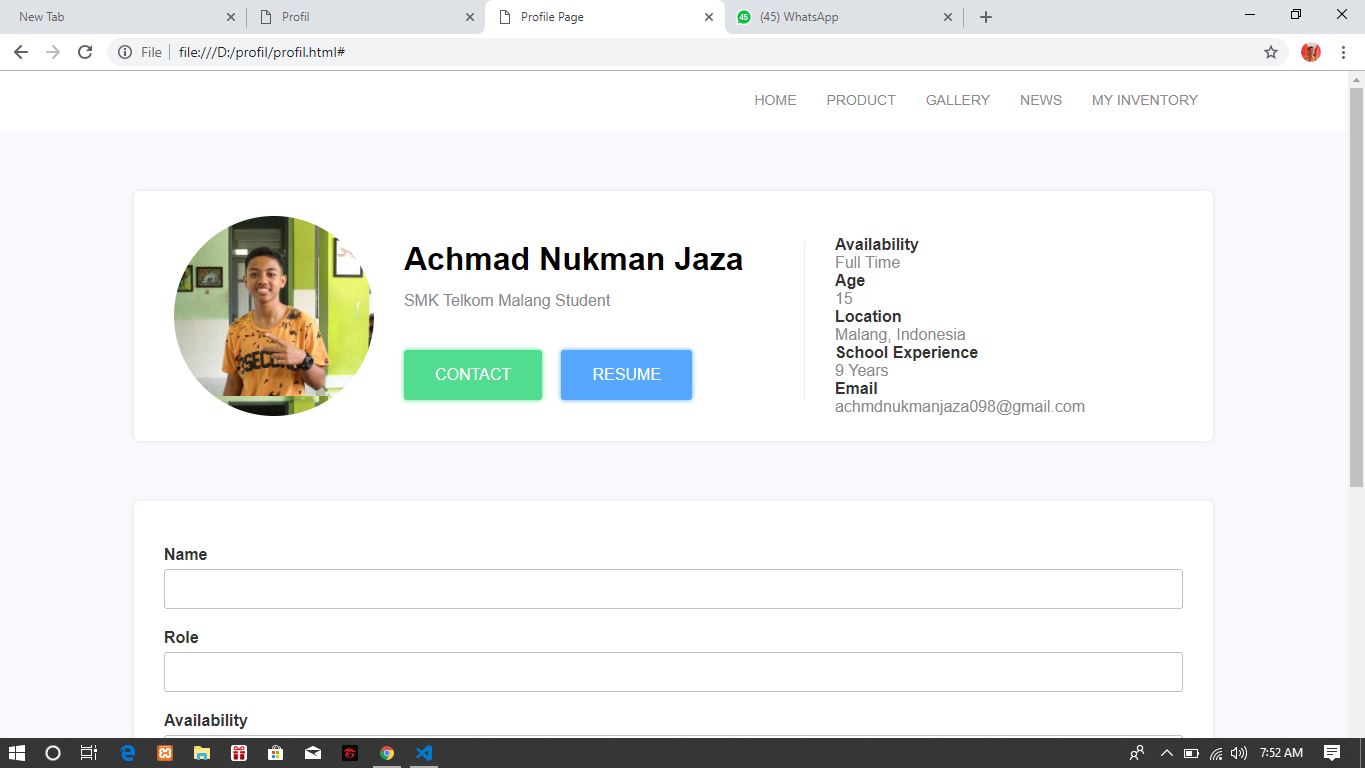 New Tab
Profil
Profile Page
(45) WhatsApp
File
file:///D:/profil/profil.html#
HOME
PRODUCT
GALLERY
NEWS
MY INVENTORY
Achmad Nukman Jaza
SMK Telkom Malang Student
CONTACT
RESUME
Availability
Full Time
Age
15
Location
Malang, Indonesia
School Experience
9 Years
Email
achmdnukmanjaza098@gmail.com
Name
Role
Availability
7:52 AM